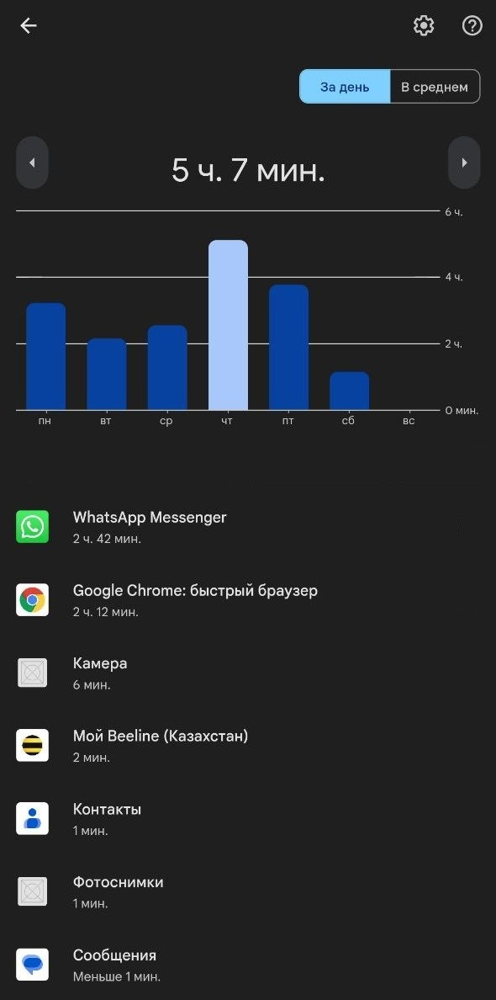 За день
В среднем
5 ч. 7 мин.
6 ч.
4 ч.
2 ч.
0 мин.
пн вт ср чт пт сб вс
WhatsApp Messenger
2 ч. 42 мин.
Google Chrome: быстрый браузер
2 ч. 12 мин.
Камера
6 мин.
Мой Beeline (Казахстан)
2 мин.
Контакты
1 мин.
Фотоснимки
1 мин.
Сообщения
Меньше 1 мин.